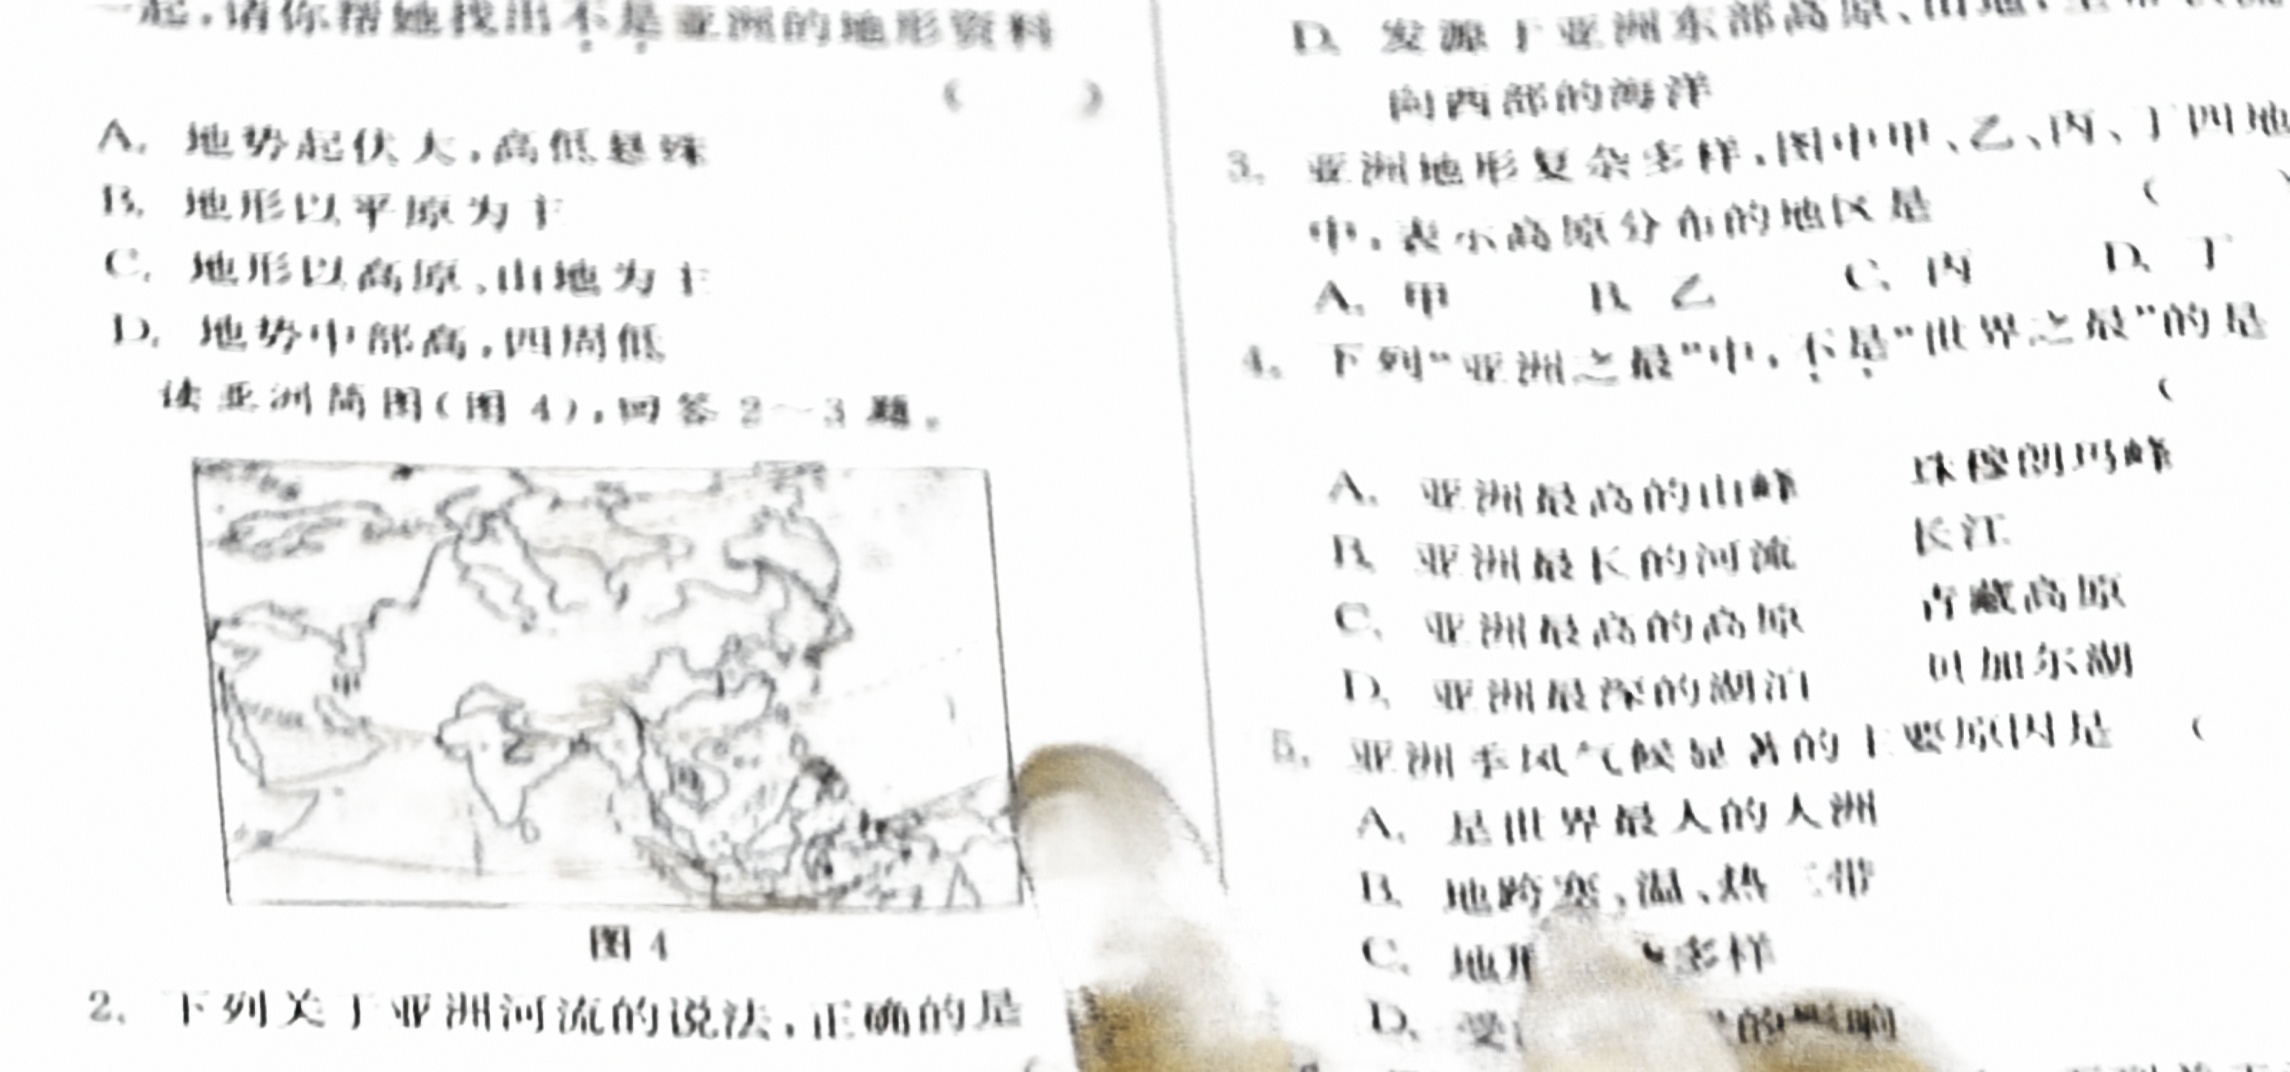 一起,请你帮她找出不是亚洲的地形资料
( )
A. 地势起伏大,高低悬殊
B. 地形以平原为主
C. 地形以高原、山地为主
D. 地势中部高,四周低
读亚洲简图(图 4),回答 2~3 题。
图 4
2. 下列关于亚洲河流的说法,正确的是
(
D. 发源于亚洲东部高原、山地,
向西部的海洋
3. 亚洲地形复杂多样,图中甲、乙、丙、丁四地
中,表示高原分布的地区是 ( )
A. 甲 B. 乙 C. 丙 D. 丁
4. 下列“亚洲之最”中,不是“世界之最”的是
(
A. 亚洲最高的山峰 珠穆朗玛峰
B. 亚洲最长的河流 长江
C. 亚洲最高的高原 青藏高原
D. 亚洲最深的湖泊 贝加尔湖
5. 亚洲季风气候显著的主要原因是 (
A. 是世界最大的大洲
B. 地跨寒、温、热三带
C. 地形 多样
D. 受 的影响